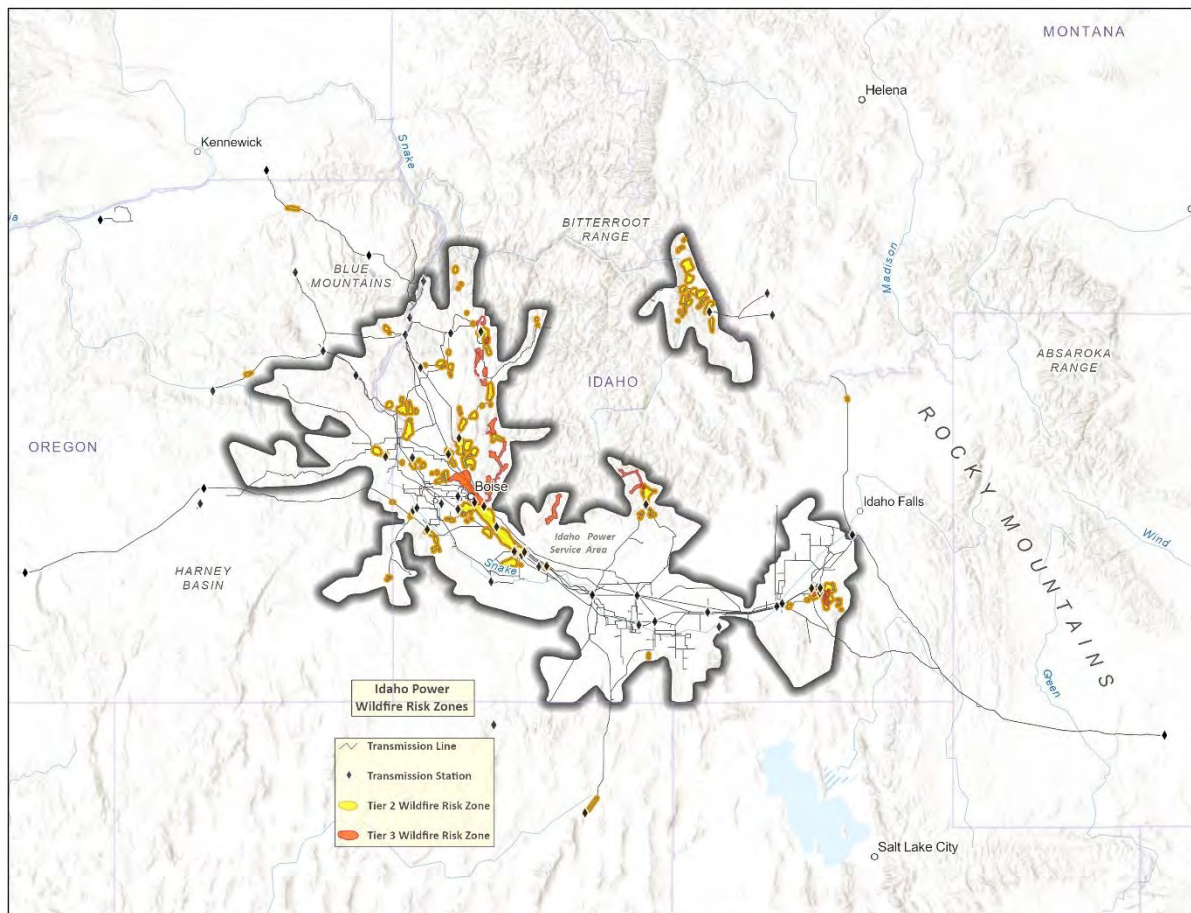 MONTANA
Helena
Kennewick
Snake
ia
BITTERROOT
RANGE
BLUE
MOUNTAINS
Madison
ABSAROKA
RANGE
IDAHO
OREGON
ROCKY MOUNTAINS
Boise
Idaho Falls
Idaho Power
Service Area
Wind
Snake
HARNEY
BASIN
Green
Idaho Power
Wildfire Risk Zones
Transmission Line
Transmission Station
Tier 2 Wildfire Risk Zone
Tier 3 Wildfire Risk Zone
Salt Lake City